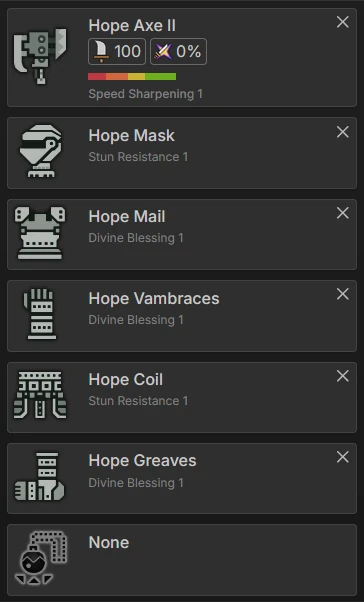 Hope Axe II
100 0%
Speed Sharpening 1
Hope Mask
Stun Resistance 1
Hope Mail
Divine Blessing 1
Hope Vambraces
Divine Blessing 1
Hope Coil
Stun Resistance 1
Hope Greaves
Divine Blessing 1
None